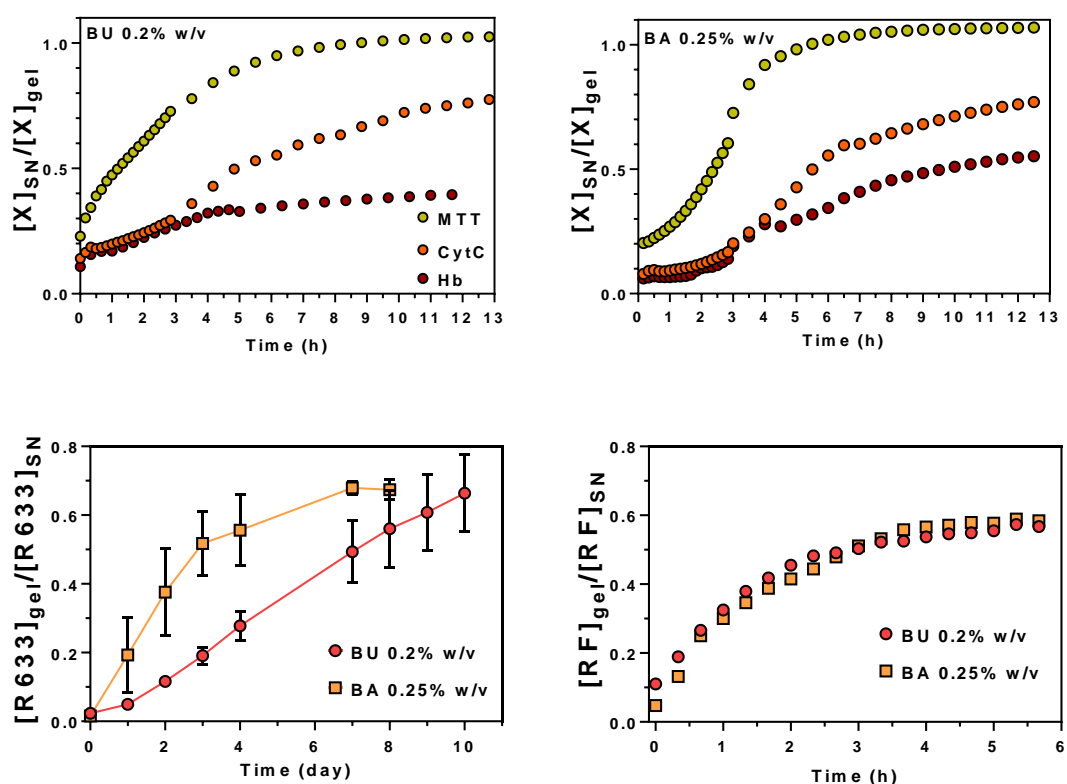 BU 0.2% w/v
[X]SN/[X]gel
1.0
0.5
0.0
MTT
CytC
Hb
0 1 2 3 4 5 6 7 8 9 10 11 12 13
Time (h)
BA 0.25% w/v
[X]SN/[X]gel
1.0
0.5
0.0
0 1 2 3 4 5 6 7 8 9 10 11 12 13
Time (h)
[R633]gel/[R633]SN
0.8
0.6
0.4
0.2
0.0
BU 0.2% w/v
BA 0.25% w/v
0 2 4 6 8 10
Time (day)
[RF]gel/[RF]SN
0.8
0.6
0.4
0.2
0.0
BU 0.2% w/v
BA 0.25% w/v
0 1 2 3 4 5 6
Time (h)